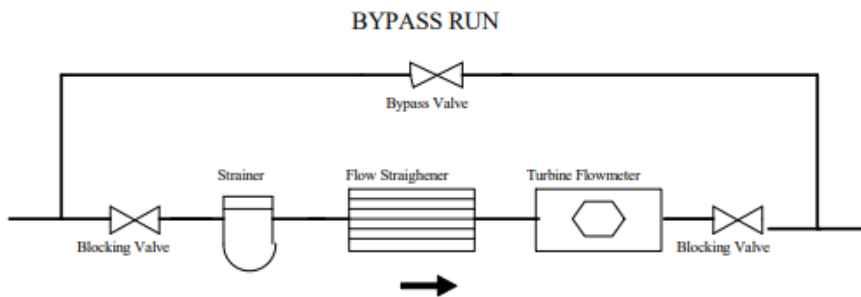 BYPASS RUN
Bypass Valve
Strainer
Flow Straighener
Turbine Flowmeter
Blocking Valve
Blocking Valve